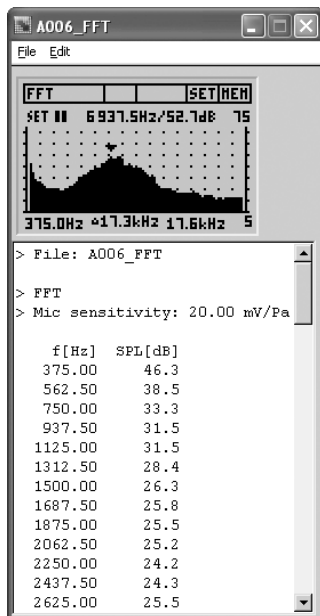 A006_FFT
File Edit
FFT SET MEM
SET 6937.5Hz/52.7dB 75
375.0Hz △17.3kHz 17.6kHz 5
> File: A006_FFT
> FFT
> Mic sensitivity: 20.00 mV/Pa
f[Hz] SPL[dB]
375.00 46.3
562.50 38.5
750.00 33.3
937.50 31.5
1125.00 31.5
1312.50 28.4
1500.00 26.3
1687.50 25.8
1875.00 25.5
2062.50 25.2
2250.00 24.2
2437.50 24.3
2625.00 25.5